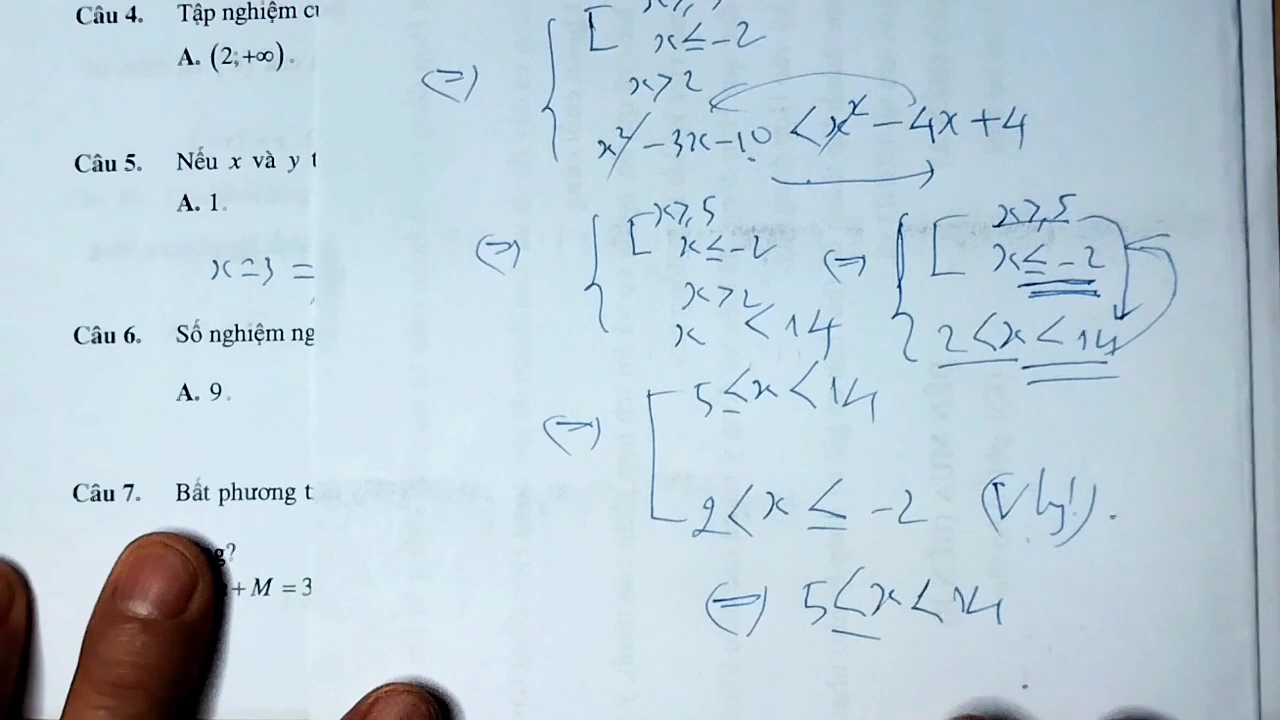 Câu 4. Tập nghiệm
A. (2;+∞).
Câu 5. Nếu x và y t
A. 1.
x = 3 =
Câu 6. Số nghiệm ng
A. 9.
Câu 7. Bất phương t
g?
+ M = 3
x ≤ -2
⇔ x > 2
x² - 3x - 10 < x² - 4x + 4
x ≥ 5 x ≥ 5
⇔ x ≤ -2 ⇔ x ≤ -2
x > 2
x < 14 2 < x < 14
5 ≤ x < 14
⇔
2 < x ≤ -2 (Vly!).
⇔ 5 ≤ x < 14